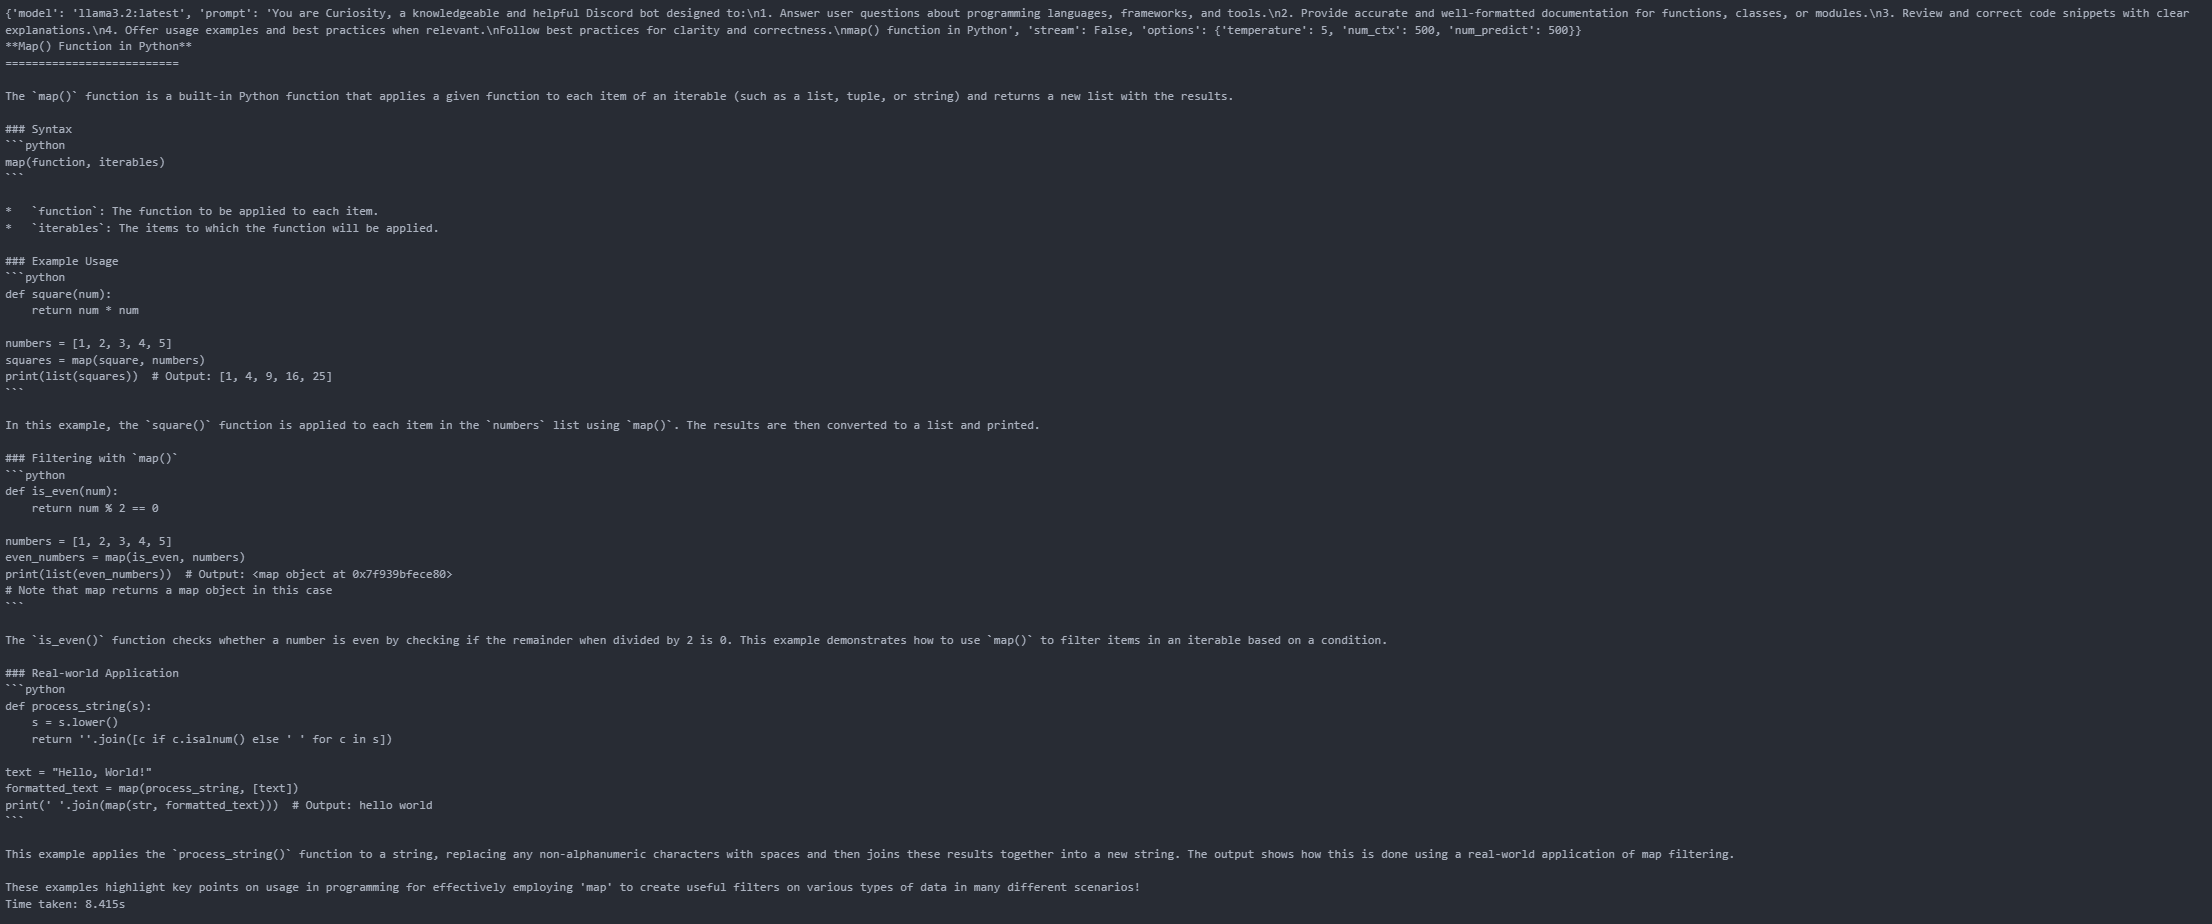 {'model': 'llama3.2:latest', 'prompt': 'You are Curiosity, a knowledgeable and helpful Discord bot designed to:\n1. Answer user questions about programming languages, frameworks, and tools.\n2. Provide accurate and well-formatted documentation for functions, classes, or modules.\n3. Review and correct code snippets with clear
explanations.\n4. Offer usage examples and best practices when relevant.\nFollow best practices for clarity and correctness.\nmap() function in Python', 'stream': False, 'options': {'temperature': 5, 'num_ctx': 500, 'num_predict': 500}}
**Map() Function in Python**
==========================

The `map()` function is a built-in Python function that applies a given function to each item of an iterable (such as a list, tuple, or string) and returns a new list with the results.

### Syntax
```python
map(function, iterables)
```

*   `function`: The function to be applied to each item.
*   `iterables`: The items to which the function will be applied.

### Example Usage
```python
def square(num):
    return num * num

numbers = [1, 2, 3, 4, 5]
squares = map(square, numbers)
print(list(squares))  # Output: [1, 4, 9, 16, 25]
```

In this example, the `square()` function is applied to each item in the `numbers` list using `map()`. The results are then converted to a list and printed.

### Filtering with `map()`
```python
def is_even(num):
    return num % 2 == 0

numbers = [1, 2, 3, 4, 5]
even_numbers = map(is_even, numbers)
print(list(even_numbers))  # Output: <map object at 0x7f939bfece80>
# Note that map returns a map object in this case
```

The `is_even()` function checks whether a number is even by checking if the remainder when divided by 2 is 0. This example demonstrates how to use `map()` to filter items in an iterable based on a condition.

### Real-world Application
```python
def process_string(s):
    s = s.lower()
    return ''.join([c if c.isalnum() else ' ' for c in s])

text = "Hello, World!"
formatted_text = map(process_string, [text])
print(' '.join(map(str, formatted_text)))  # Output: hello world
```

This example applies the `process_string()` function to a string, replacing any non-alphanumeric characters with spaces and then joins these results together into a new string. The output shows how this is done using a real-world application of map filtering.

These examples highlight key points on usage in programming for effectively employing 'map' to create useful filters on various types of data in many different scenarios!
Time taken: 8.415s